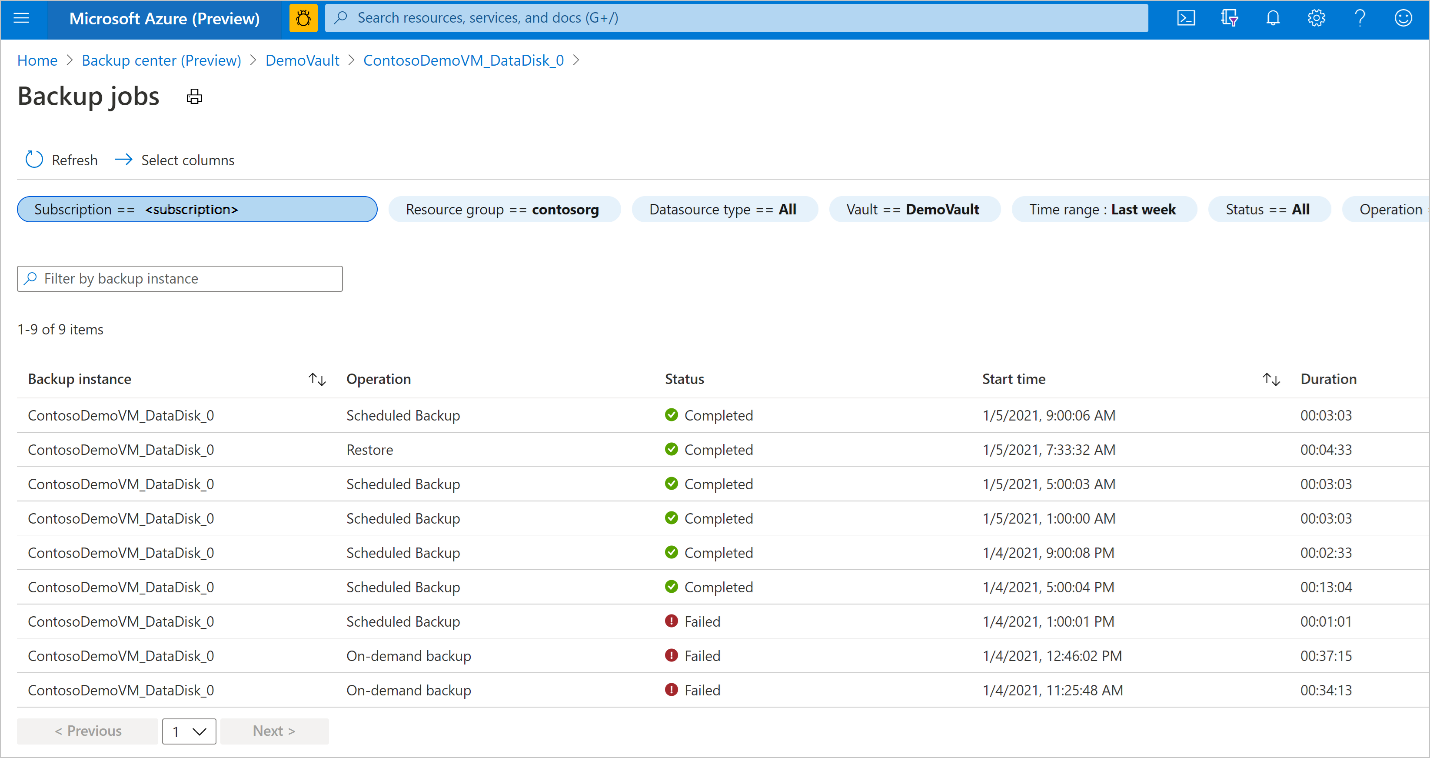 Microsoft Azure (Preview) Search resources, services, and docs (G+/)
Home > Backup center (Preview) > DemoVault > ContosoDemoVM_DataDisk_0 >
Backup jobs
Refresh Select columns
Subscription == <subscription> Resource group == contosorg Datasource type == All Vault == DemoVault Time range : Last week Status == All Operation
Filter by backup instance
1-9 of 9 items
Backup instance Operation Status Start time Duration
ContosoDemoVM_DataDisk_0 Scheduled Backup Completed 1/5/2021, 9:00:06 AM 00:03:03
ContosoDemoVM_DataDisk_0 Restore Completed 1/5/2021, 7:33:32 AM 00:04:33
ContosoDemoVM_DataDisk_0 Scheduled Backup Completed 1/5/2021, 5:00:03 AM 00:03:03
ContosoDemoVM_DataDisk_0 Scheduled Backup Completed 1/5/2021, 1:00:00 AM 00:03:03
ContosoDemoVM_DataDisk_0 Scheduled Backup Completed 1/4/2021, 9:00:08 PM 00:02:33
ContosoDemoVM_DataDisk_0 Scheduled Backup Completed 1/4/2021, 5:00:04 PM 00:13:04
ContosoDemoVM_DataDisk_0 Scheduled Backup Failed 1/4/2021, 1:00:01 PM 00:01:01
ContosoDemoVM_DataDisk_0 On-demand backup Failed 1/4/2021, 12:46:02 PM 00:37:15
ContosoDemoVM_DataDisk_0 On-demand backup Failed 1/4/2021, 11:25:48 AM 00:34:13
< Previous 1 Next >